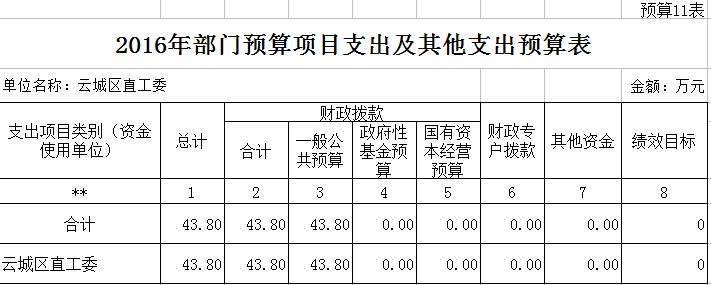 预算11表
2016年部门预算项目支出及其他支出预算表
单位名称：云城区直工委 金额：万元
支出项目类别（资金使用单位） 总计 财政拨款 财政专户拨款 其他资金 绩效目标
合计 一般公共预算 政府性基金预算 国有资本经营预算
** 1 2 3 4 5 6 7 8
合计 43.80 43.80 43.80 0.00 0.00 0.00 0.00 0
云城区直工委 43.80 43.80 43.80 0.00 0.00 0.00 0.00 0